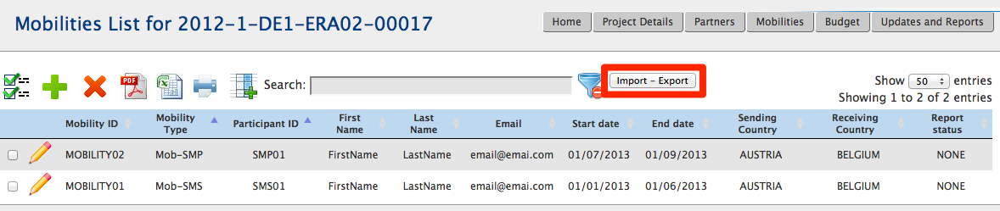 Mobilities List for 2012-1-DE1-ERA02-00017
Home Project Details Partners Mobilities Budget Updates and Reports
PDF Search: Import - Export Show 50 entries
Showing 1 to 2 of 2 entries
Mobility ID Mobility Type Participant ID First Name Last Name Email Start date End date Sending Country Receiving Country Report status
MOBILITY02 Mob-SMP SMP01 FirstName LastName email@emai.com 01/07/2013 01/09/2013 AUSTRIA BELGIUM NONE
MOBILITY01 Mob-SMS SMS01 FirstName LastName email@emai.com 01/01/2013 01/06/2013 AUSTRIA BELGIUM NONE